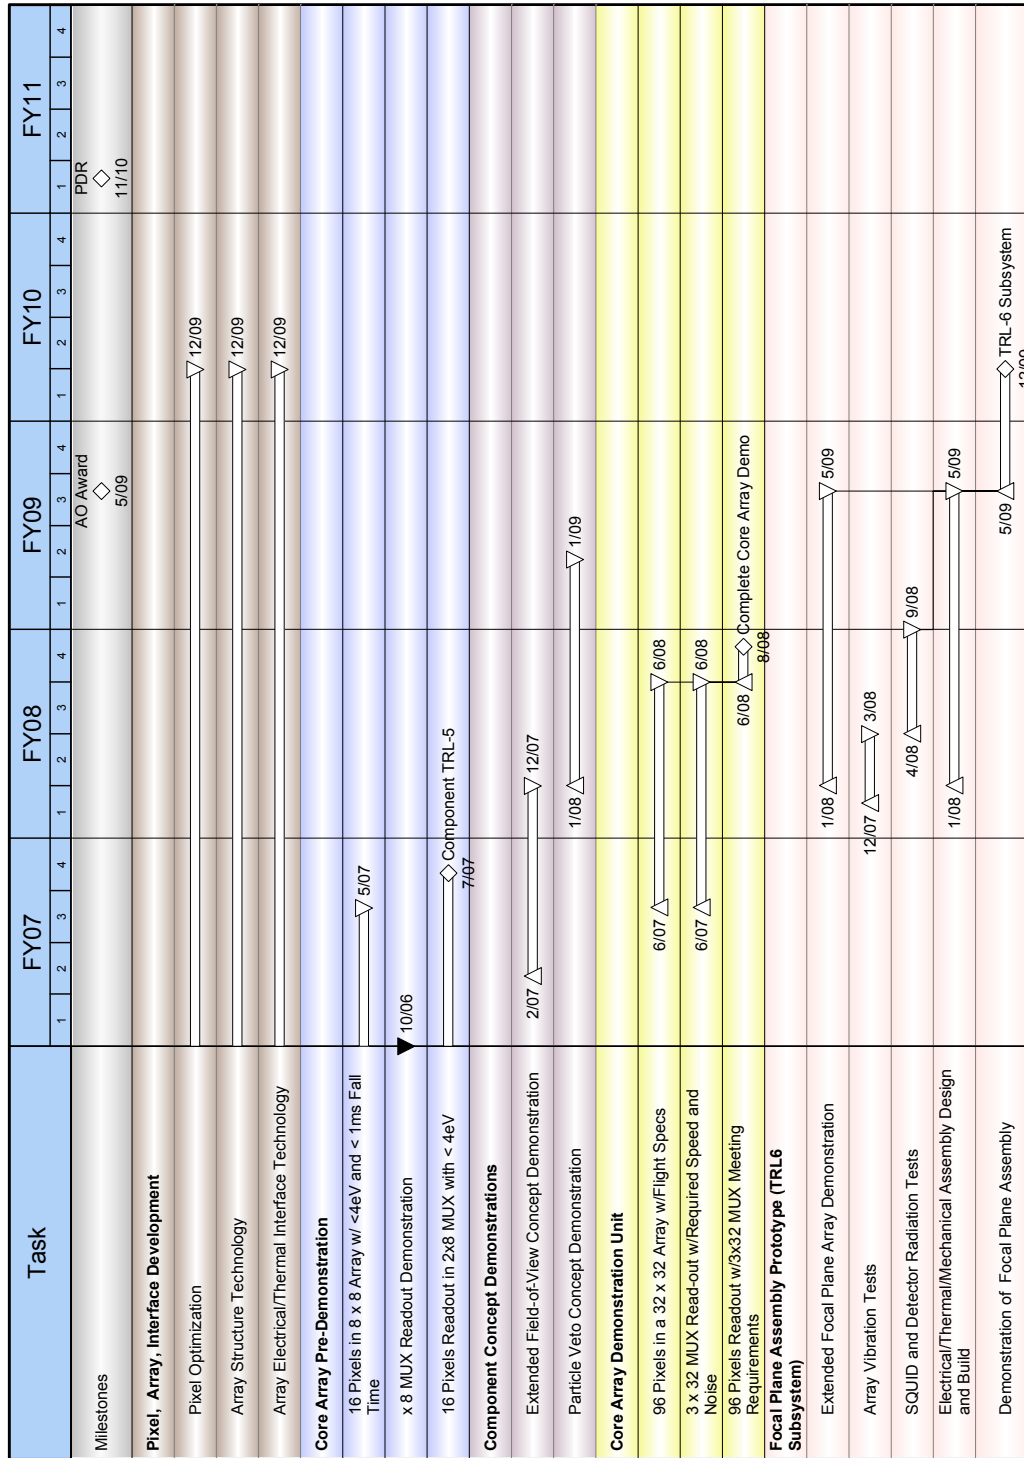 Task
FY07
FY08
FY09
FY10
FY11
1 2 3 4 1 2 3 4 1 2 3 4 1 2 3 4 1 2 3 4
Milestones
AO Award
5/09
PDR
11/10
Pixel, Array, Interface Development
Pixel Optimization
12/09
Array Structure Technology
12/09
Array Electrical/Thermal Interface Technology
12/09
Core Array Pre-Demonstration
16 Pixels in 8 x 8 Array w/ <4eV and < 1ms Fall
Time
5/07
x 8 MUX Readout Demonstration
10/06
16 Pixels Readout in 2x8 MUX with < 4eV
Component TRL-5
7/07
Component Concept Demonstrations
Extended Field-of-View Concept Demonstration
2/07
12/07
Particle Veto Concept Demonstration
1/08
1/09
Core Array Demonstration Unit
96 Pixels in a 32 x 32 Array w/Flight Specs
6/07
6/08
3 x 32 MUX Read-out w/Required Speed and
Noise
6/07
6/08
96 Pixels Readout w/3x32 MUX Meeting
Requirements
6/08
Complete Core Array Demo
8/08
Focal Plane Assembly Prototype (TRL6
Subsystem)
Extended Focal Plane Array Demonstration
1/08
5/09
Array Vibration Tests
12/07
3/08
SQUID and Detector Radiation Tests
4/08
9/08
Electrical/Thermal/Mechanical Assembly Design
and Build
1/08
5/09
Demonstration of Focal Plane Assembly
5/09
TRL-6 Subsystem
12/09